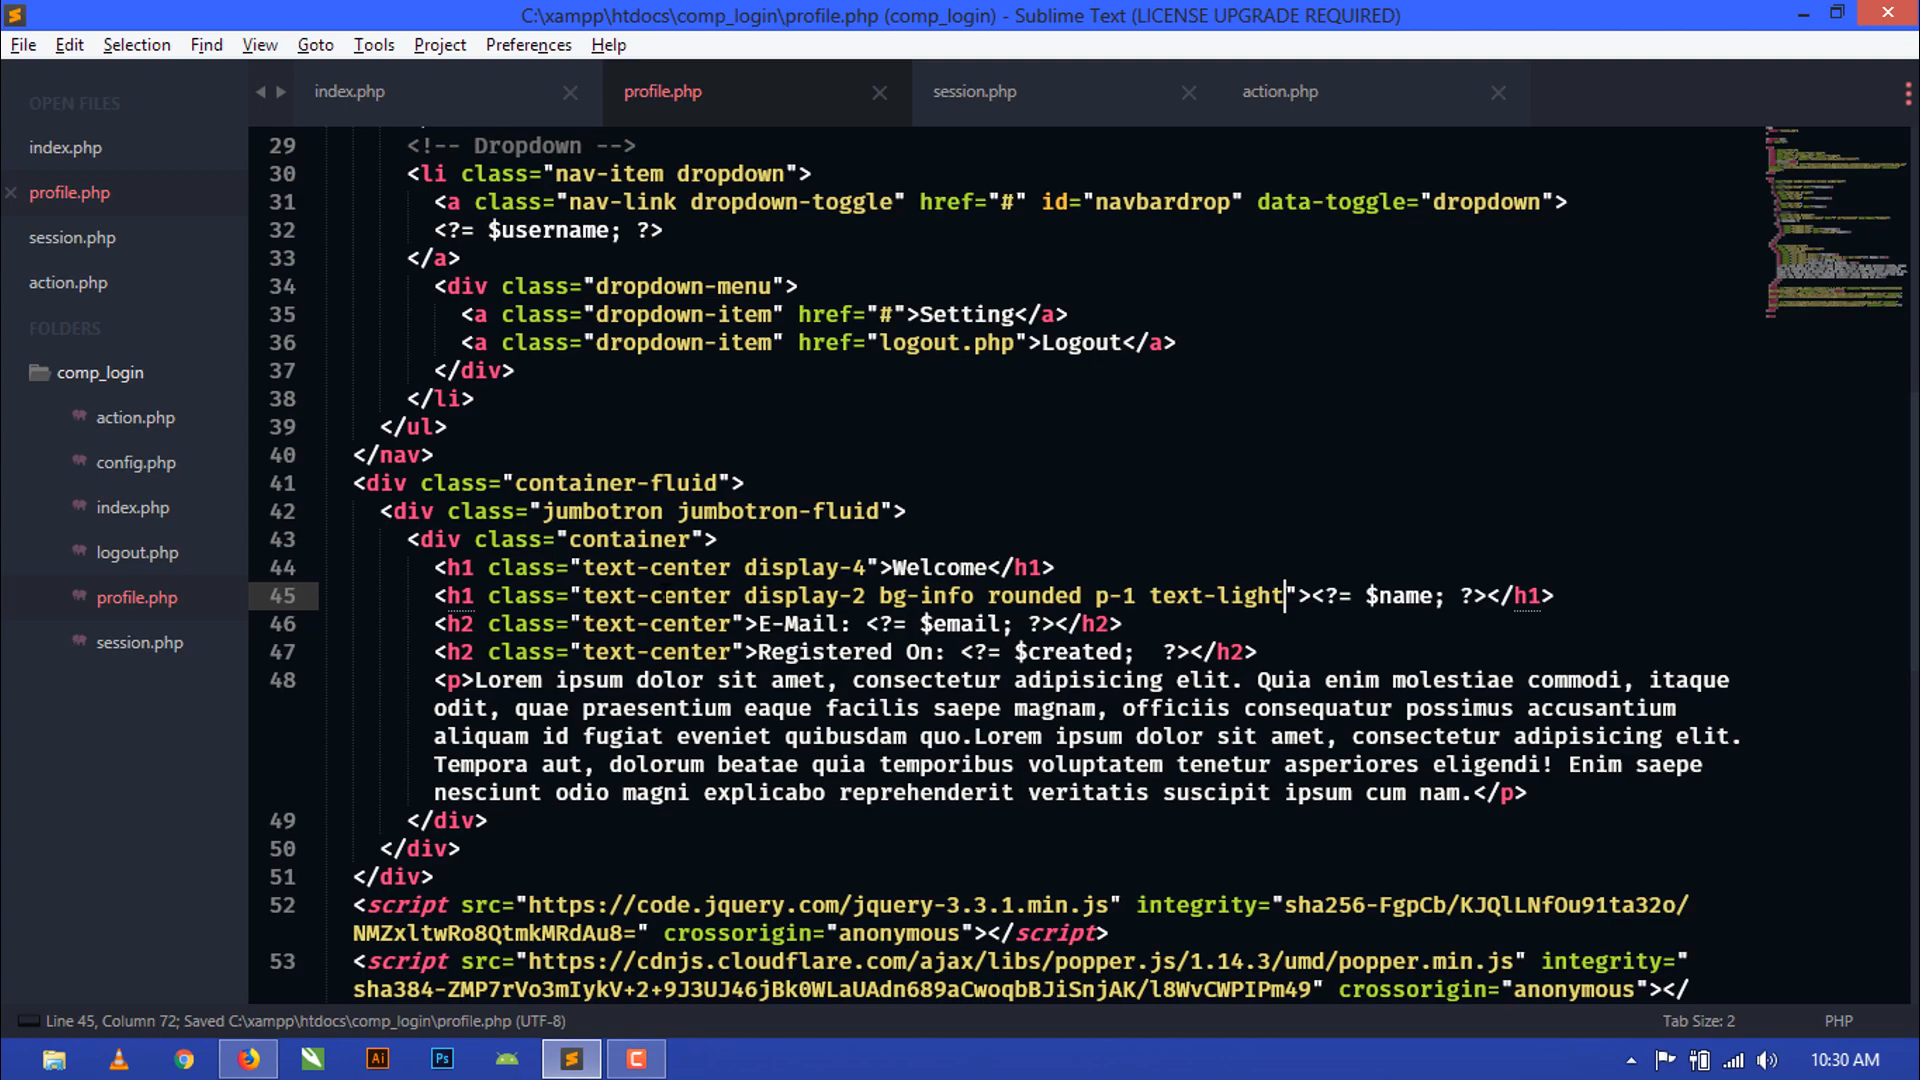 C:\xampp\htdocs\comp_login\profile.php (comp_login) - Sublime Text (LICENSE UPGRADE REQUIRED)
File Edit Selection Find View Goto Tools Project Preferences Help
OPEN FILES
index.php
profile.php
session.php
action.php
FOLDERS
comp_login
action.php
config.php
index.php
logout.php
profile.php
session.php
index.php profile.php session.php action.php
29 <!-- Dropdown -->
30 <li class="nav-item dropdown">
31 <a class="nav-link dropdown-toggle" href="#" id="navbardrop" data-toggle="dropdown">
32 <?= $username; ?>
33 </a>
34 <div class="dropdown-menu">
35 <a class="dropdown-item" href="#">Setting</a>
36 <a class="dropdown-item" href="logout.php">Logout</a>
37 </div>
38 </li>
39 </ul>
40 </nav>
41 <div class="container-fluid">
42 <div class="jumbotron jumbotron-fluid">
43 <div class="container">
44 <h1 class="text-center display-4">Welcome</h1>
45 <h1 class="text-center display-2 bg-info rounded p-1 text-light"><?= $name; ?></h1>
46 <h2 class="text-center">E-Mail: <?= $email; ?></h2>
47 <h2 class="text-center">Registered On: <?= $created;  ?></h2>
48 <p>Lorem ipsum dolor sit amet, consectetur adipisicing elit. Quia enim molestiae commodi, itaque
odit, quae praesentium eaque facilis saepe magnam, officiis consequatur possimus accusantium
aliquam id fugiat eveniet quibusdam quo.Lorem ipsum dolor sit amet, consectetur adipisicing elit.
Tempora aut, dolorum beatae quia temporibus voluptatem tenetur asperiores eligendi! Enim saepe
nesciunt odio magni explicabo reprehenderit veritatis suscipit ipsum cum nam.</p>
49 </div>
50 </div>
51 </div>
52 <script src="https://code.jquery.com/jquery-3.3.1.min.js" integrity="sha256-FgpCb/KJQlLNfOu91ta32o/
NMZxltwRo8QtmkMRdAu8=" crossorigin="anonymous"></script>
53 <script src="https://cdnjs.cloudflare.com/ajax/libs/popper.js/1.14.3/umd/popper.min.js" integrity="
sha384-ZMP7rVo3mIykV+2+9J3UJ46jBk0WLaUAdn689aCwoqbBJiSnjAK/l8WvCWPIPm49" crossorigin="anonymous"></
Line 45, Column 72; Saved C:\xampp\htdocs\comp_login\profile.php (UTF-8)
Tab Size: 2 PHP
Ai Ps C
10:30 AM